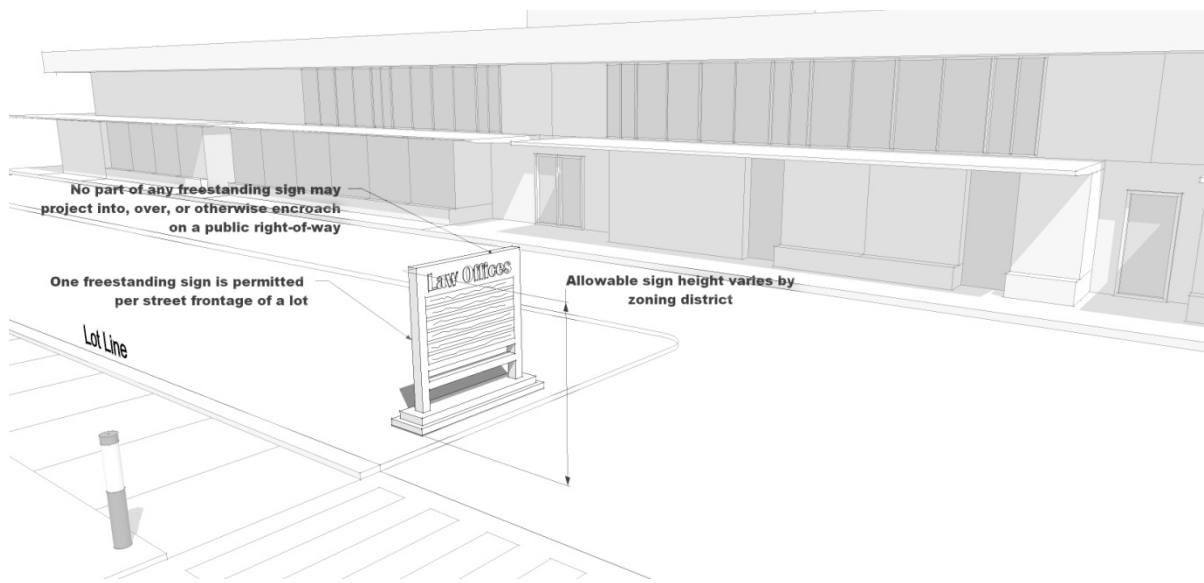 No part of any freestanding sign may
project into, over, or otherwise encroach
on a public right-of-way
Law Offices
One freestanding sign is permitted
per street frontage of a lot
Allowable sign height varies by
zoning district
Lot Line